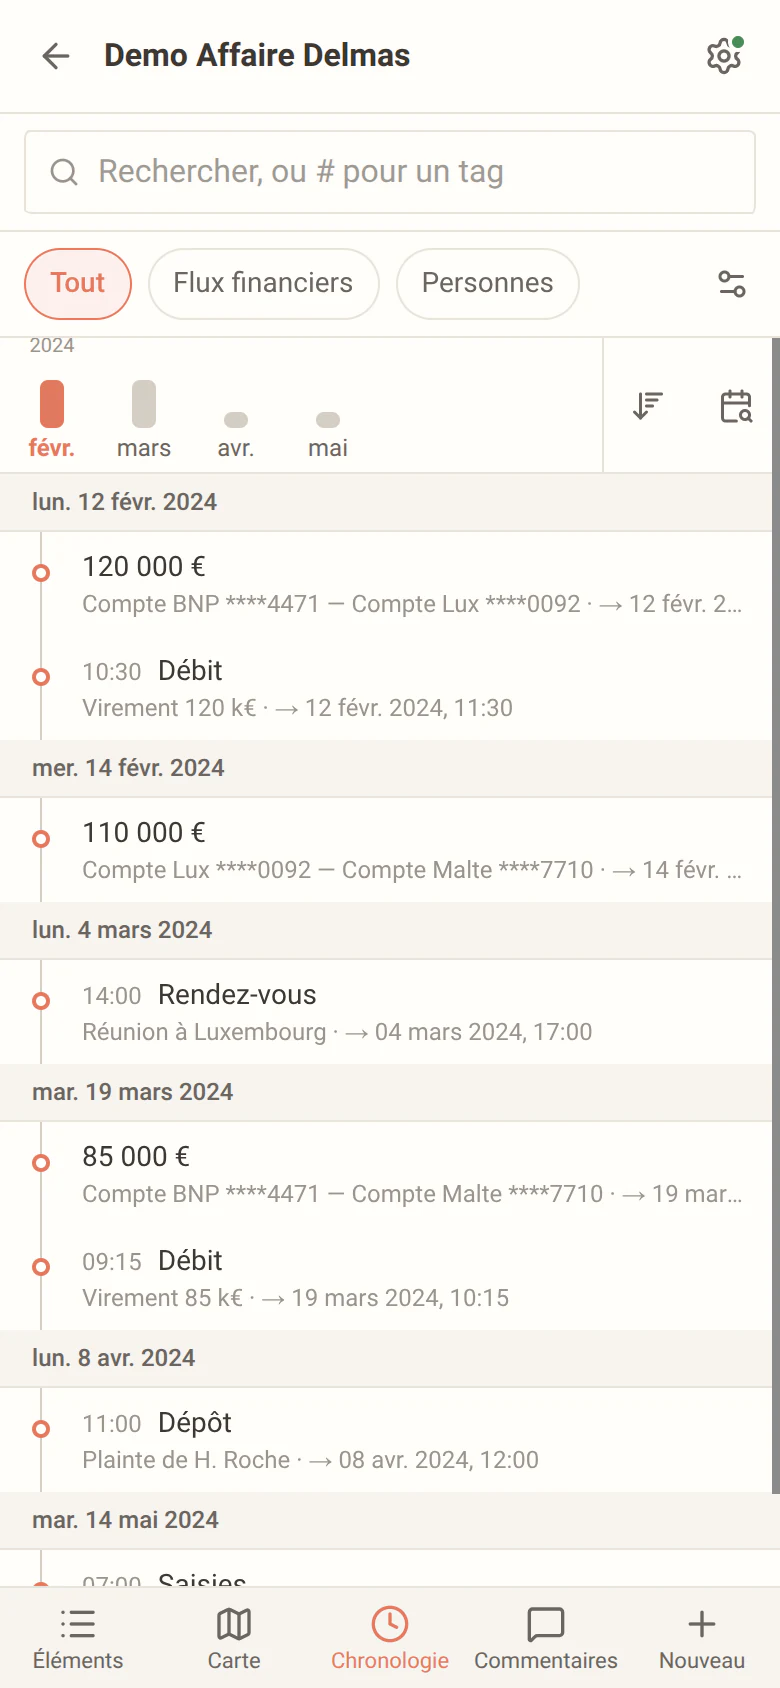 Demo Affaire Delmas
Rechercher, ou # pour un tag
Tout Flux financiers Personnes
2024
févr. mars avr. mai
lun. 12 févr. 2024
120 000 €
Compte BNP ****4471 — Compte Lux ****0092 · → 12 févr. 2…
10:30 Débit
Virement 120 k€ · → 12 févr. 2024, 11:30
mer. 14 févr. 2024
110 000 €
Compte Lux ****0092 — Compte Malte ****7710 · → 14 févr. …
lun. 4 mars 2024
14:00 Rendez-vous
Réunion à Luxembourg · → 04 mars 2024, 17:00
mar. 19 mars 2024
85 000 €
Compte BNP ****4471 — Compte Malte ****7710 · → 19 mar…
09:15 Débit
Virement 85 k€ · → 19 mars 2024, 10:15
lun. 8 avr. 2024
11:00 Dépôt
Plainte de H. Roche · → 08 avr. 2024, 12:00
mar. 14 mai 2024
07:00 Saisies
Éléments Carte Chronologie Commentaires Nouveau